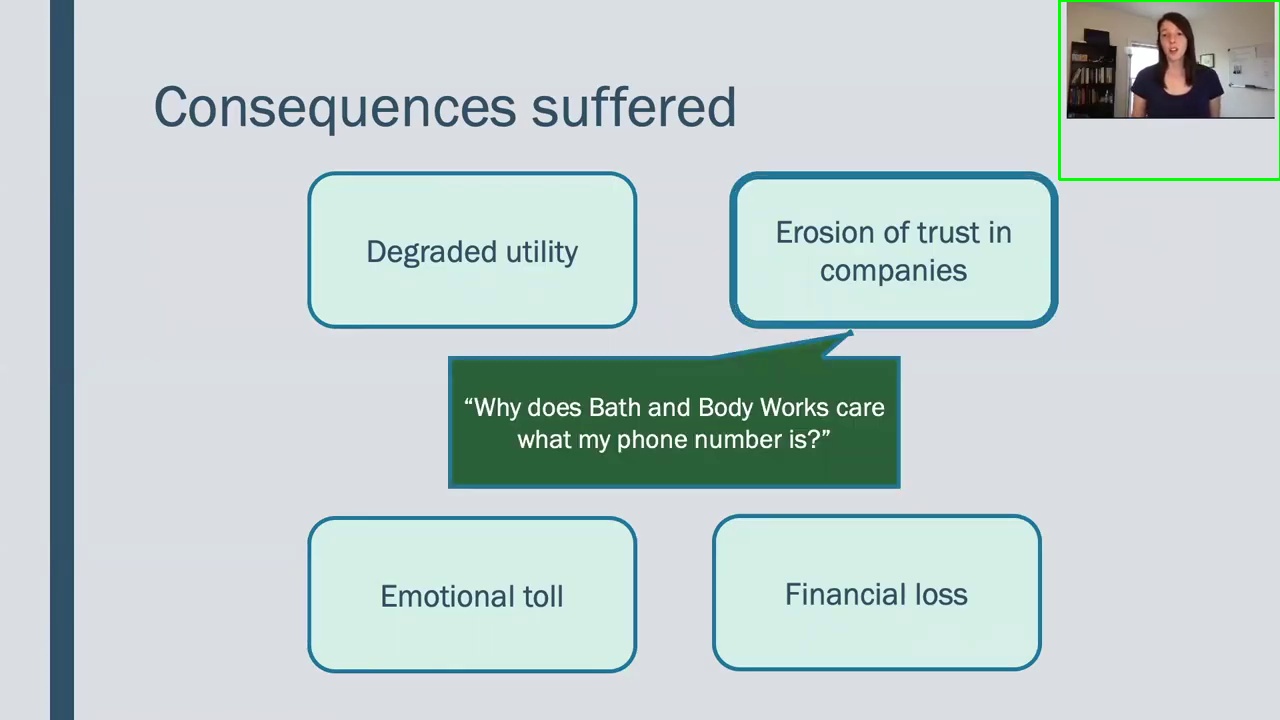 Consequences suffered
Degraded utility
Erosion of trust in
companies
“Why does Bath and Body Works care
what my phone number is?”
Emotional toll
Financial loss